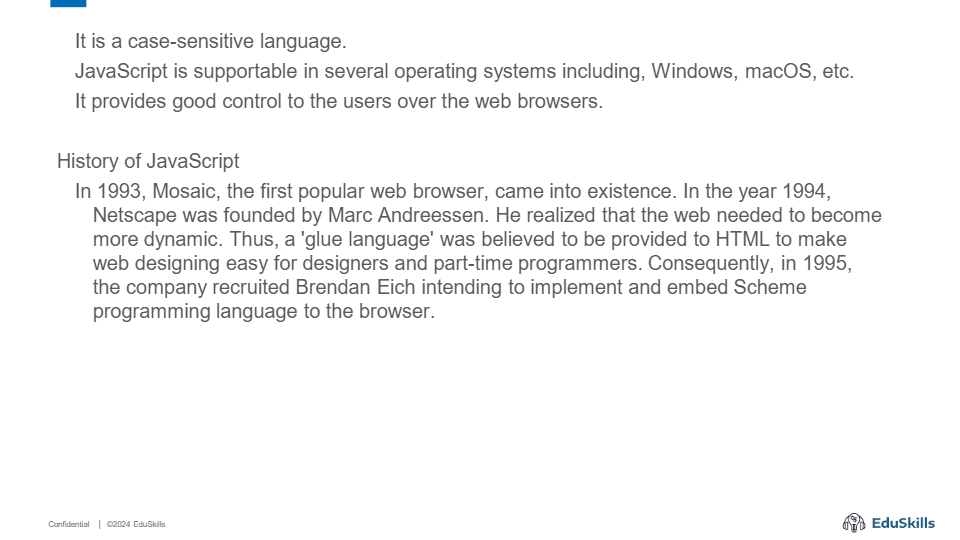 It is a case-sensitive language.
JavaScript is supportable in several operating systems including, Windows, macOS, etc.
It provides good control to the users over the web browsers.
History of JavaScript
In 1993, Mosaic, the first popular web browser, came into existence. In the year 1994,
Netscape was founded by Marc Andreessen. He realized that the web needed to become
more dynamic. Thus, a 'glue language' was believed to be provided to HTML to make
web designing easy for designers and part-time programmers. Consequently, in 1995,
the company recruited Brendan Eich intending to implement and embed Scheme
programming language to the browser.
Confidential | ©2024 EduSkills
EduSkills